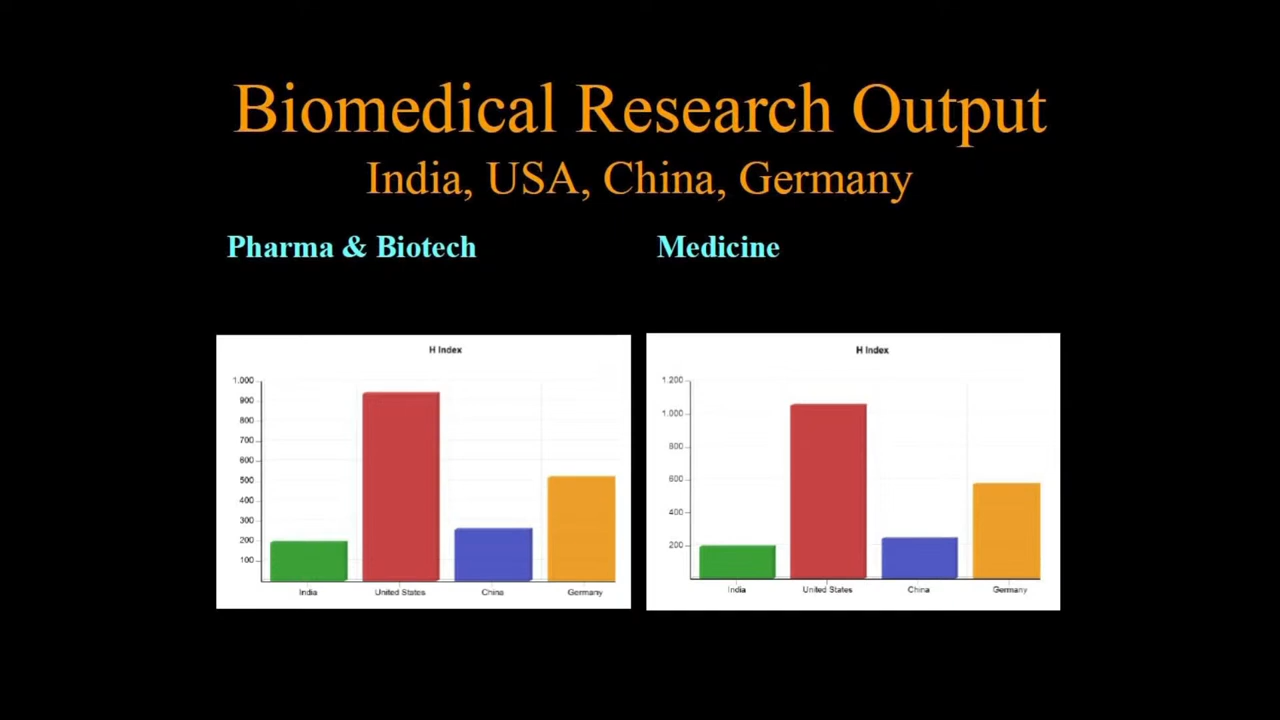 Biomedical Research Output
India, USA, China, Germany
Pharma & Biotech
Medicine
H Index
1.000
900
800
700
600
500
400
300
200
100
India United States China Germany
H Index
1.200
1.000
800
600
400
200
India United States China Germany